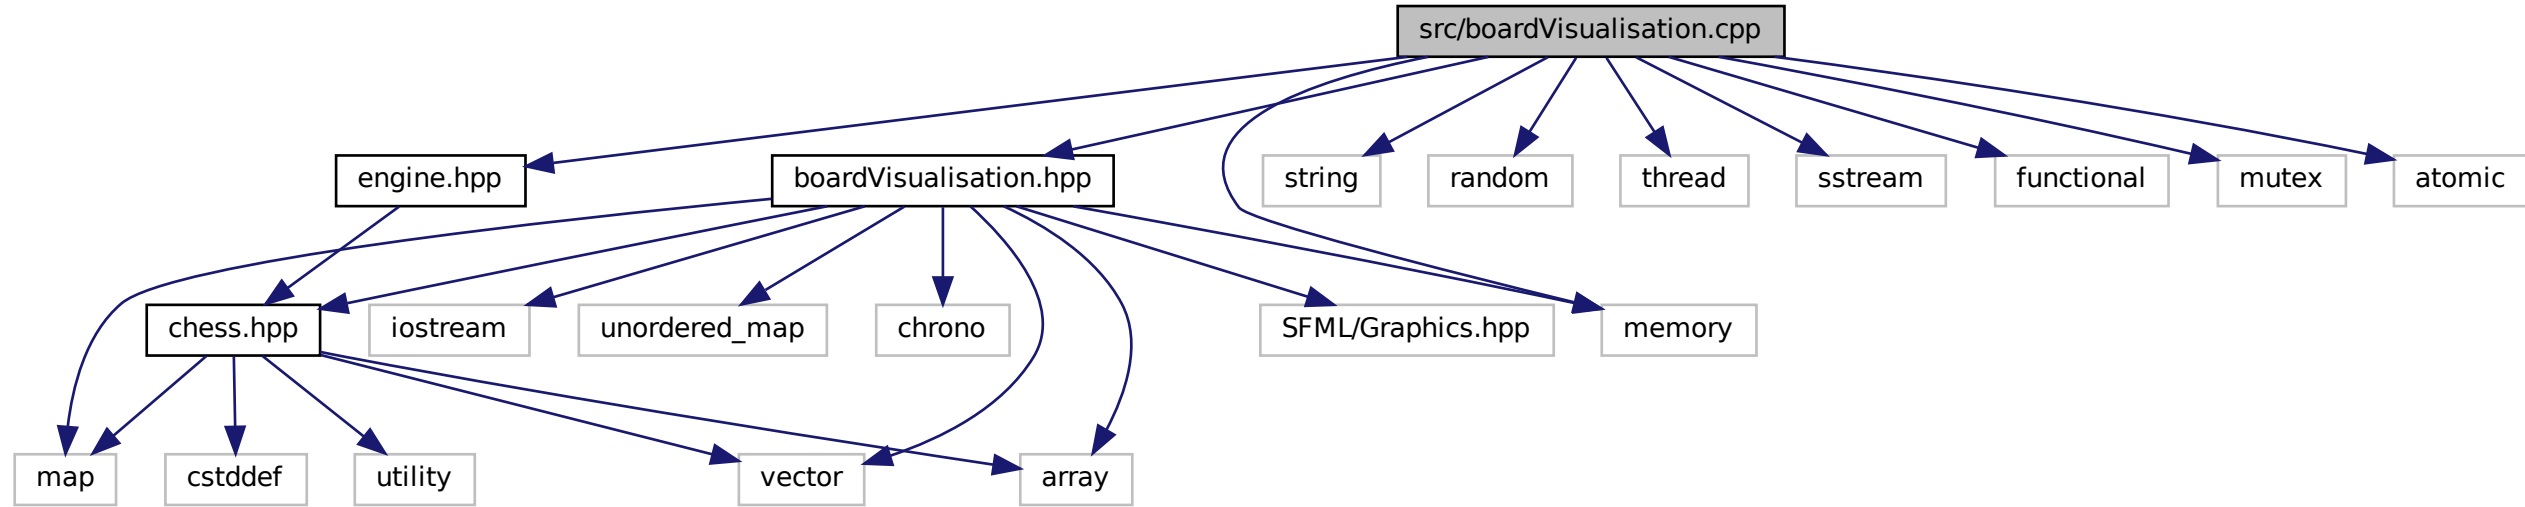 src/boardVisualisation.cpp
engine.hpp
boardVisualisation.hpp
string
random
thread
sstream
functional
mutex
atomic
chess.hpp
iostream
unordered_map
chrono
SFML/Graphics.hpp
memory
map
cstddef
utility
vector
array